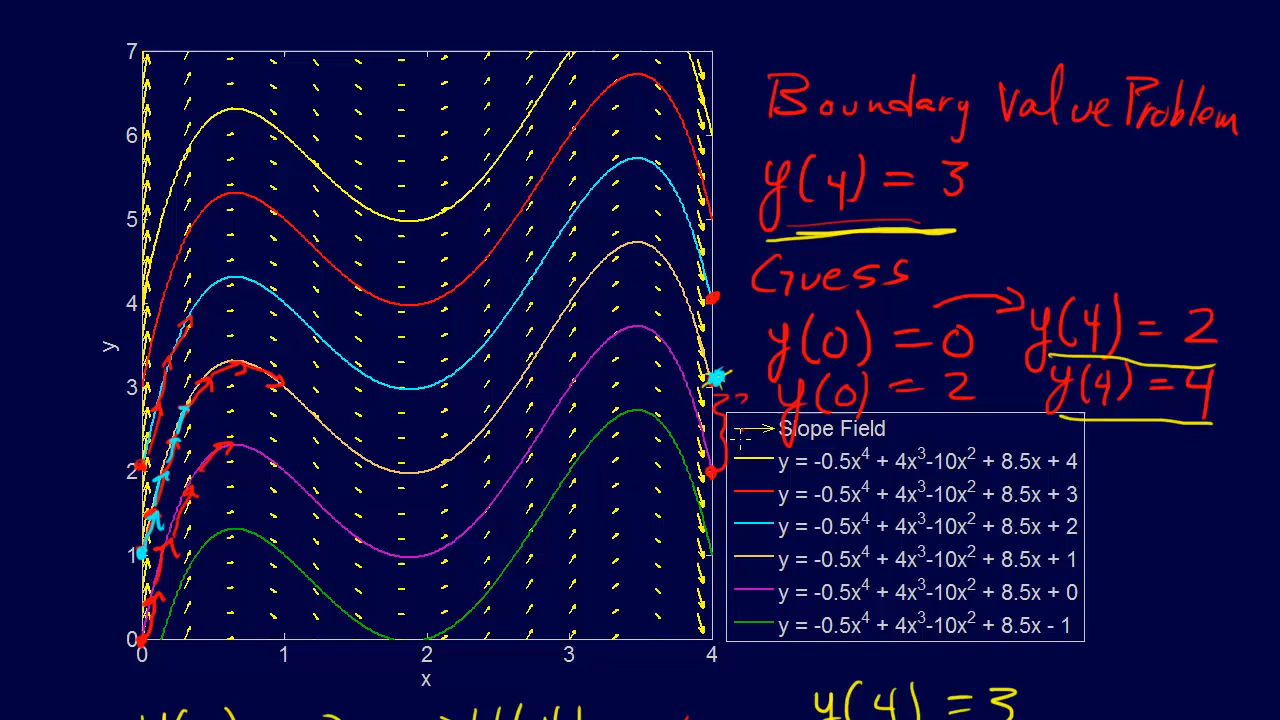 Boundary Value Problem
y(4) = 3
Guess
y(0) = 0 y(4) = 2
y(0) = 2 y(4) = 4
??
7
6
5
4
3
2
1
0
y
0 1 2 3 4
x
Slope Field
y = -0.5x⁴ + 4x³-10x² + 8.5x + 4
y = -0.5x⁴ + 4x³-10x² + 8.5x + 3
y = -0.5x⁴ + 4x³-10x² + 8.5x + 2
y = -0.5x⁴ + 4x³-10x² + 8.5x + 1
y = -0.5x⁴ + 4x³-10x² + 8.5x + 0
y = -0.5x⁴ + 4x³-10x² + 8.5x - 1
y(4) = 3